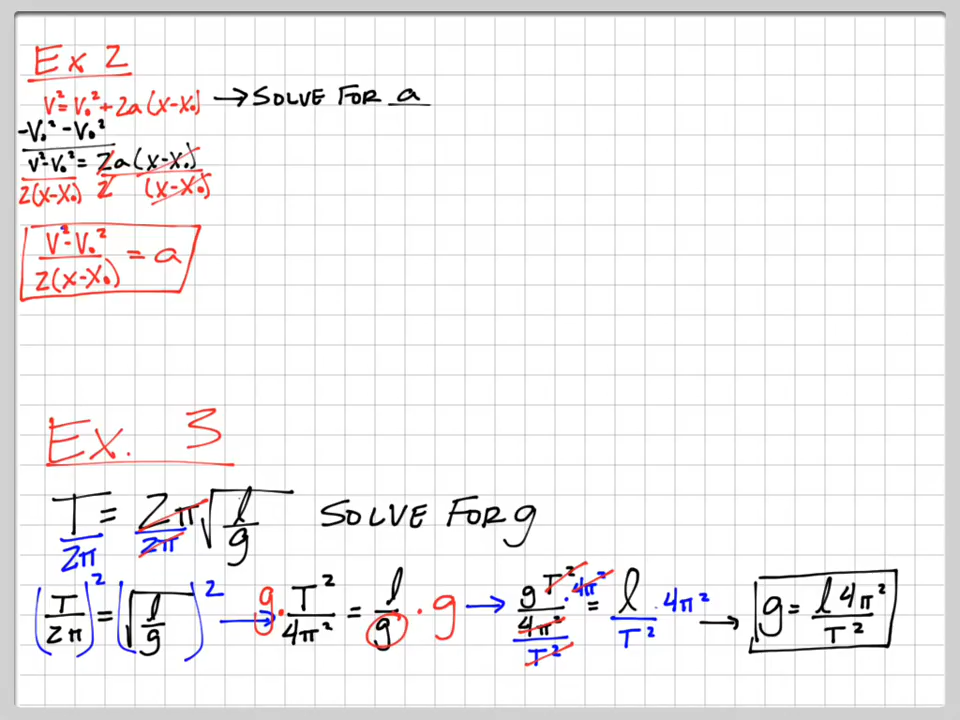 Ex 2
V² = V₀² + 2a(x-x₀) → SOLVE FOR a
-V₀² -V₀²
V²-V₀² = 2a(x-x₀)
2(x-x₀) 2 (x-x₀)
V²-V₀² / 2(x-x₀) = a
Ex. 3
T = 2π√(l/g) SOLVE FOR g
2π 2π
(T/2π)² = (√(l/g))² → g · T²/4π² = l/g · g → gT² · 4π² / 4π² T² = l · 4π² / T² → g = l4π² / T²